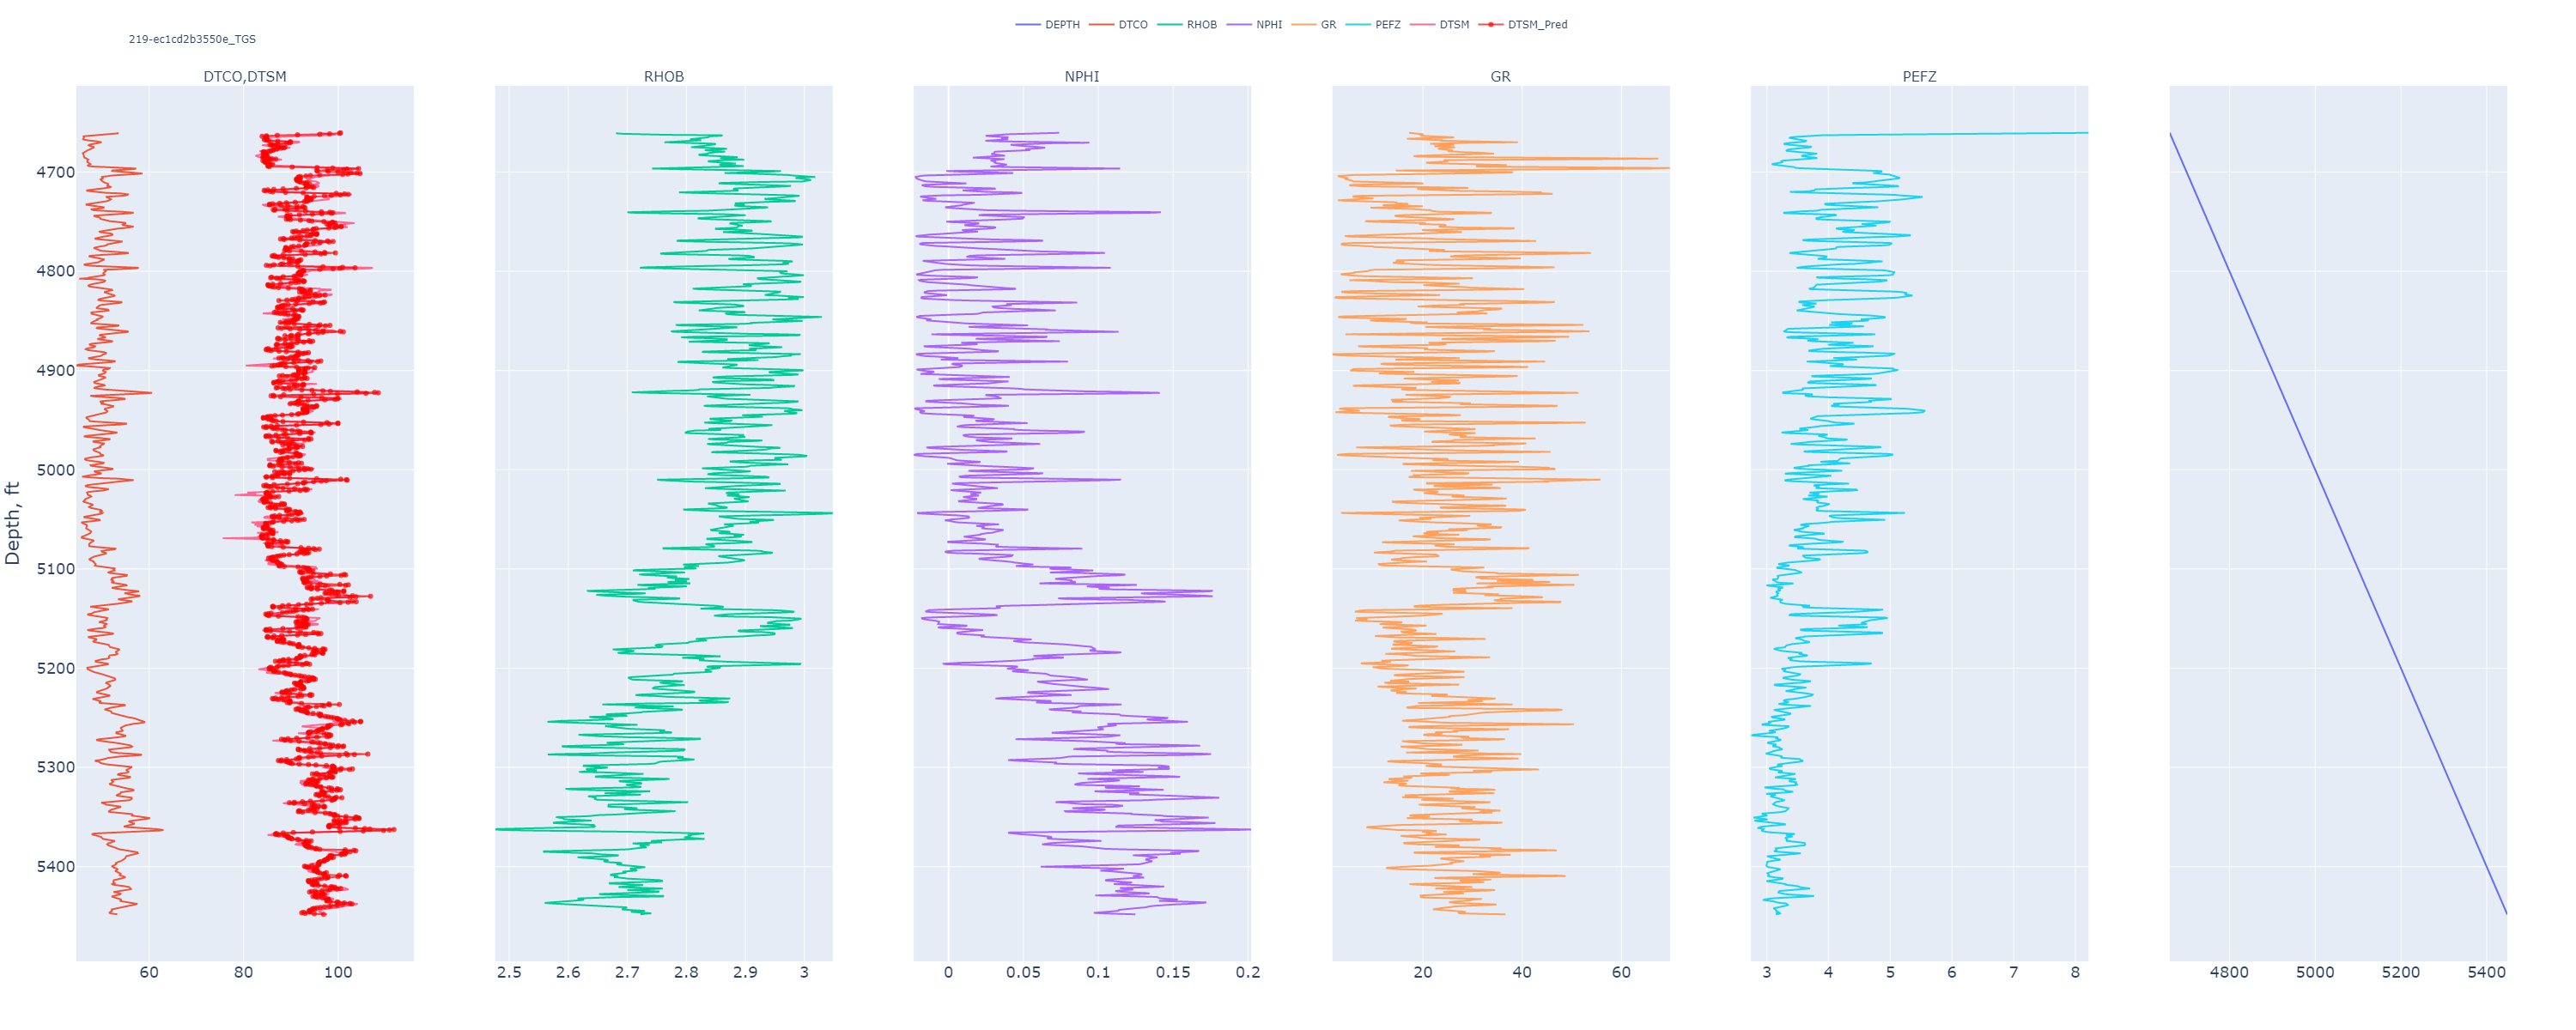 DEPTH DTCO RHOB NPHI GR PEFZ DTSM DTSM_Pred
219-ec1cd2b3550e_TGS
DTCO,DTSM RHOB NPHI GR PEFZ
4700
4800
4900
5000
5100
5200
5300
5400
Depth, ft
60 80 100 2.5 2.6 2.7 2.8 2.9 3 0 0.05 0.1 0.15 0.2 20 40 60 3 4 5 6 7 8 4800 5000 5200 5400